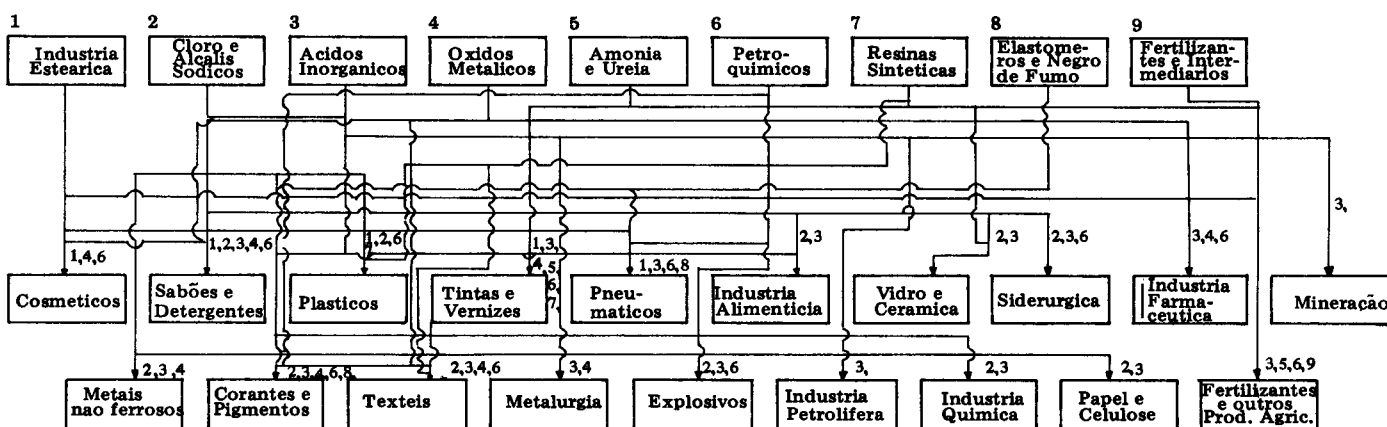 1 2 3 4 5 6 7 8 9
Industria
Estearica
Cloro e
Alcalis
Sodicos
Acidos
Inorganicos
Oxidos
Metalicos
Amonia
e Ureia
Petro-
quimicos
Resinas
Sinteticas
Elastome-
ros e Negro
de Fumo
Fertilizan-
tes e Inter-
mediarios
1,4,6
1,2,3,4,6
1,2,6
1,3,
4,5,
6,
7,
1,3,6,8
2,3
2,3
2,3,6
3,4,6
3,
Cosmeticos
Sabões e
Detergentes
Plasticos
Tintas e
Vernizes
Pneu-
maticos
Industria
Alimenticia
Vidro e
Ceramica
Siderurgica
Industria
Farma-
ceutica
Mineração
2,3,4
2,3,4,6,8
2,3,4,6
3,4
2,3,6
3,
2,3
2,3
3,5,6,9
Metais
nao ferrosos
Corantes e
Pigmentos
Texteis
Metalurgia
Explosivos
Industria
Petrolifera
Industria
Quimica
Papel e
Celulose
Fertilizantes
e outros
Prod. Agric.